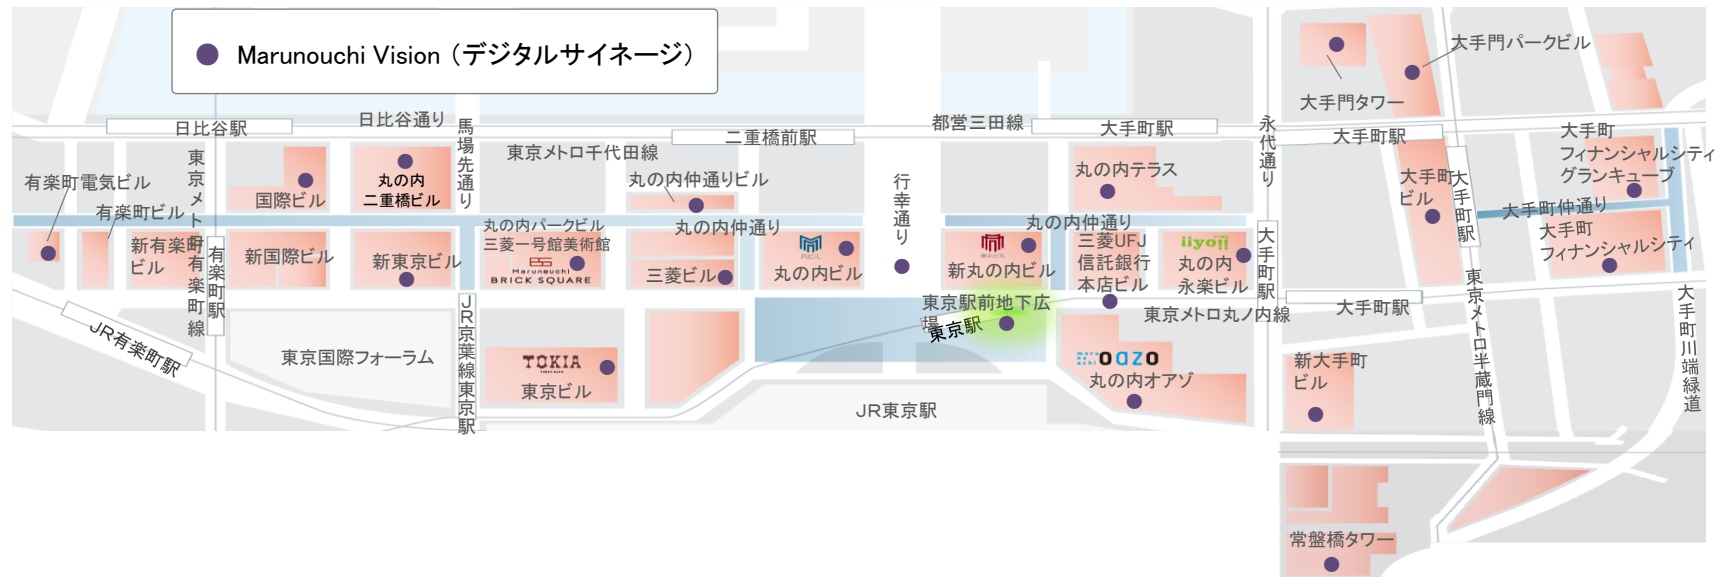 Marunouchi Vision（デジタルサイネージ）
日比谷駅
日比谷通り
馬場先通り
二重橋前駅
都営三田線
大手町駅
永代通り
大手門タワー
大手門パークビル
大手町駅
大手町
フィナンシャルシティ
グランキューブ
東京メトロ有楽町線
東京メトロ千代田線
有楽町電気ビル
有楽町ビル
国際ビル
丸の内
二重橋ビル
丸の内仲通りビル
丸の内仲通り
行幸通り
丸の内テラス
丸の内仲通り
大手町
ビル
大手町駅
大手町仲通り
大手町
フィナンシャルシティ
新有楽町
ビル
有楽町駅
新国際ビル
新東京ビル
丸の内パークビル
三菱一号館美術館
Marunouchi
BRICK SQUARE
三菱ビル
丸ビル
丸の内ビル
新丸ビル
新丸の内ビル
三菱UFJ
信託銀行
本店ビル
iiyo!!
丸の内
永楽ビル
大手町駅
東京駅前地下広
場
東京駅
東京メトロ丸ノ内線
大手町駅
東京メトロ半蔵門線
大手町川端緑道
JR有楽町駅
東京国際フォーラム
JR京葉線東京駅
TOKIA
東京ビル
JR東京駅
oazo
丸の内オアゾ
新大手町
ビル
常盤橋タワー